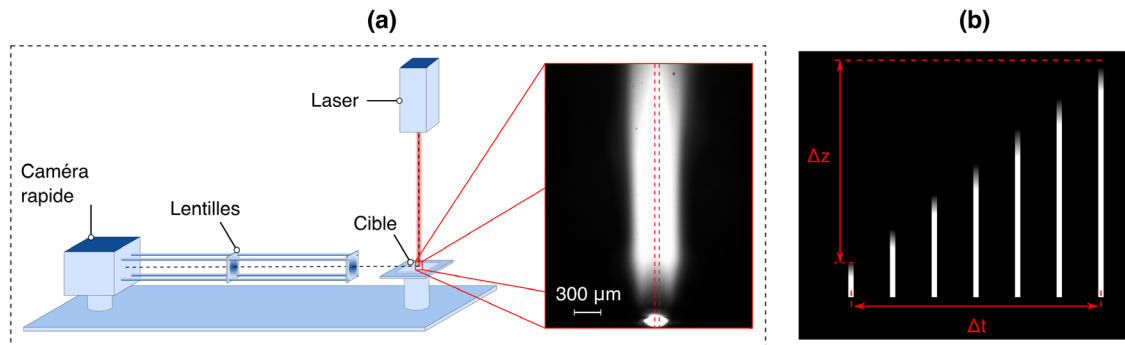 (a)
(b)
Laser
Caméra
rapide
Lentilles
Cible
300 µm
Δz
Δt